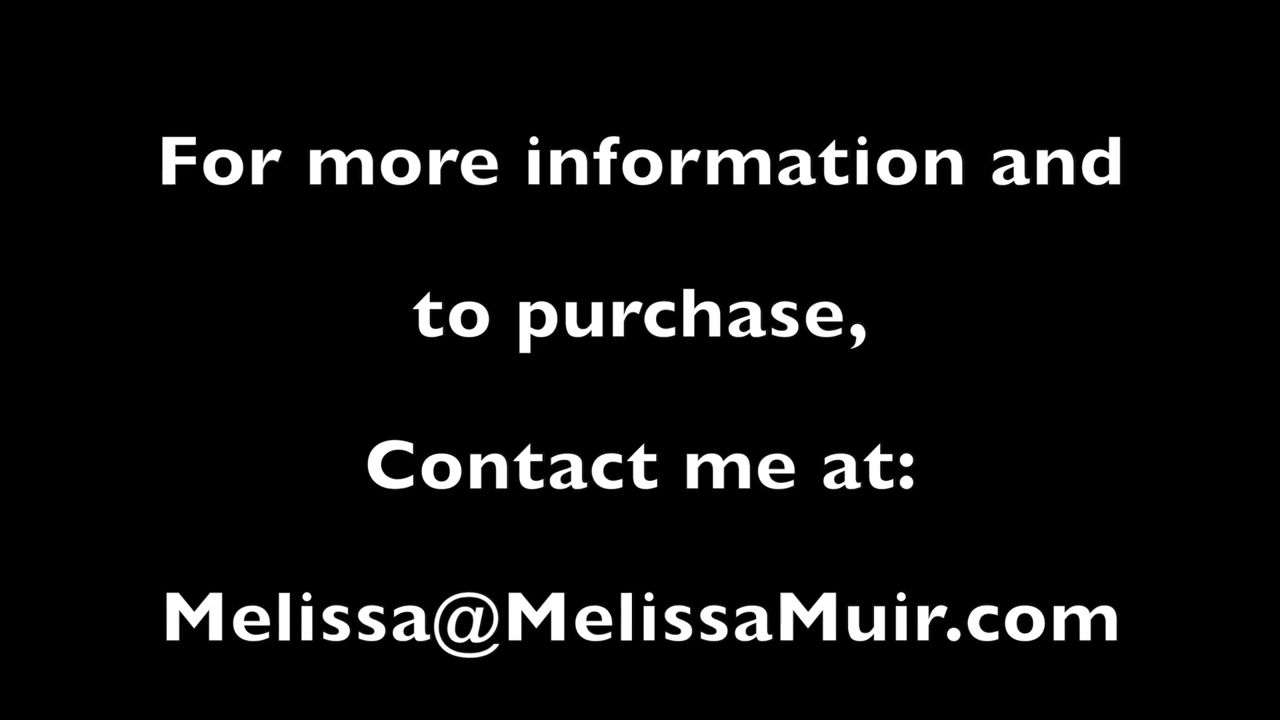 For more information and
to purchase,
Contact me at:
Melissa@MelissaMuir.com